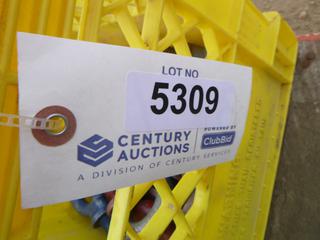 LOT NO
5309
CENTURY
AUCTIONS
POWERED BY
ClubBid
A DIVISION OF CENTURY SERVICES